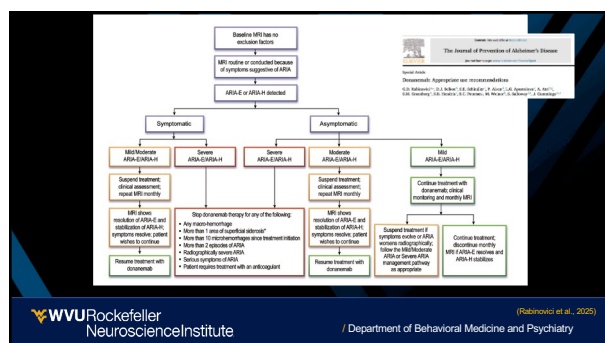 Baseline MRI has no
exclusion factors
MRI routine or conducted because
of symptoms suggestive of ARIA
ARIA-E or ARIA-H detected
Symptomatic
Asymptomatic
Mild/Moderate
ARIA-E/ARIA-H
Severe
ARIA-E/ARIA-H
Severe
ARIA-E/ARIA-H
Moderate
ARIA-E/ARIA-H
Mild
ARIA-E/ARIA-H
Suspend treatment;
clinical assessment;
repeat MRI monthly
Suspend treatment;
clinical assessment;
repeat MRI monthly
Continue treatment with
donanemab; clinical
monitoring and monthly MRI
MRI shows
resolution of ARIA-E and
stabilization of ARIA-H;
symptoms resolve; patient
wishes to continue
Stop donanemab therapy for any of the following:
• Any macro-hemorrhage
• More than 1 area of superficial siderosis*
• More than 10 microhemorrhages since treatment initiation
• More than 2 episodes of ARIA
• Radiographically severe ARIA
• Serious symptoms of ARIA
• Patient requires treatment with an anticoagulant
MRI shows
resolution of ARIA-E and
stabilization of ARIA-H;
symptoms resolve; patient
wishes to continue
Suspend treatment if
symptoms evolve or ARIA
worsens radiographically;
follow the Mild/Moderate
ARIA or Severe ARIA
management pathway
as appropriate
Continue treatment,
discontinue monthly
MRI if ARIA-E resolves and
ARIA-H stabilizes
Resume treatment with
donanemab
Resume treatment with
donanemab
The Journal of Prevention of Alzheimer's Disease
ELSEVIER
Special Article
Donanemab: Appropriate use recommendations
WVU Rockefeller
NeuroscienceInstitute
(Rabinovici et al., 2025)
/ Department of Behavioral Medicine and Psychiatry